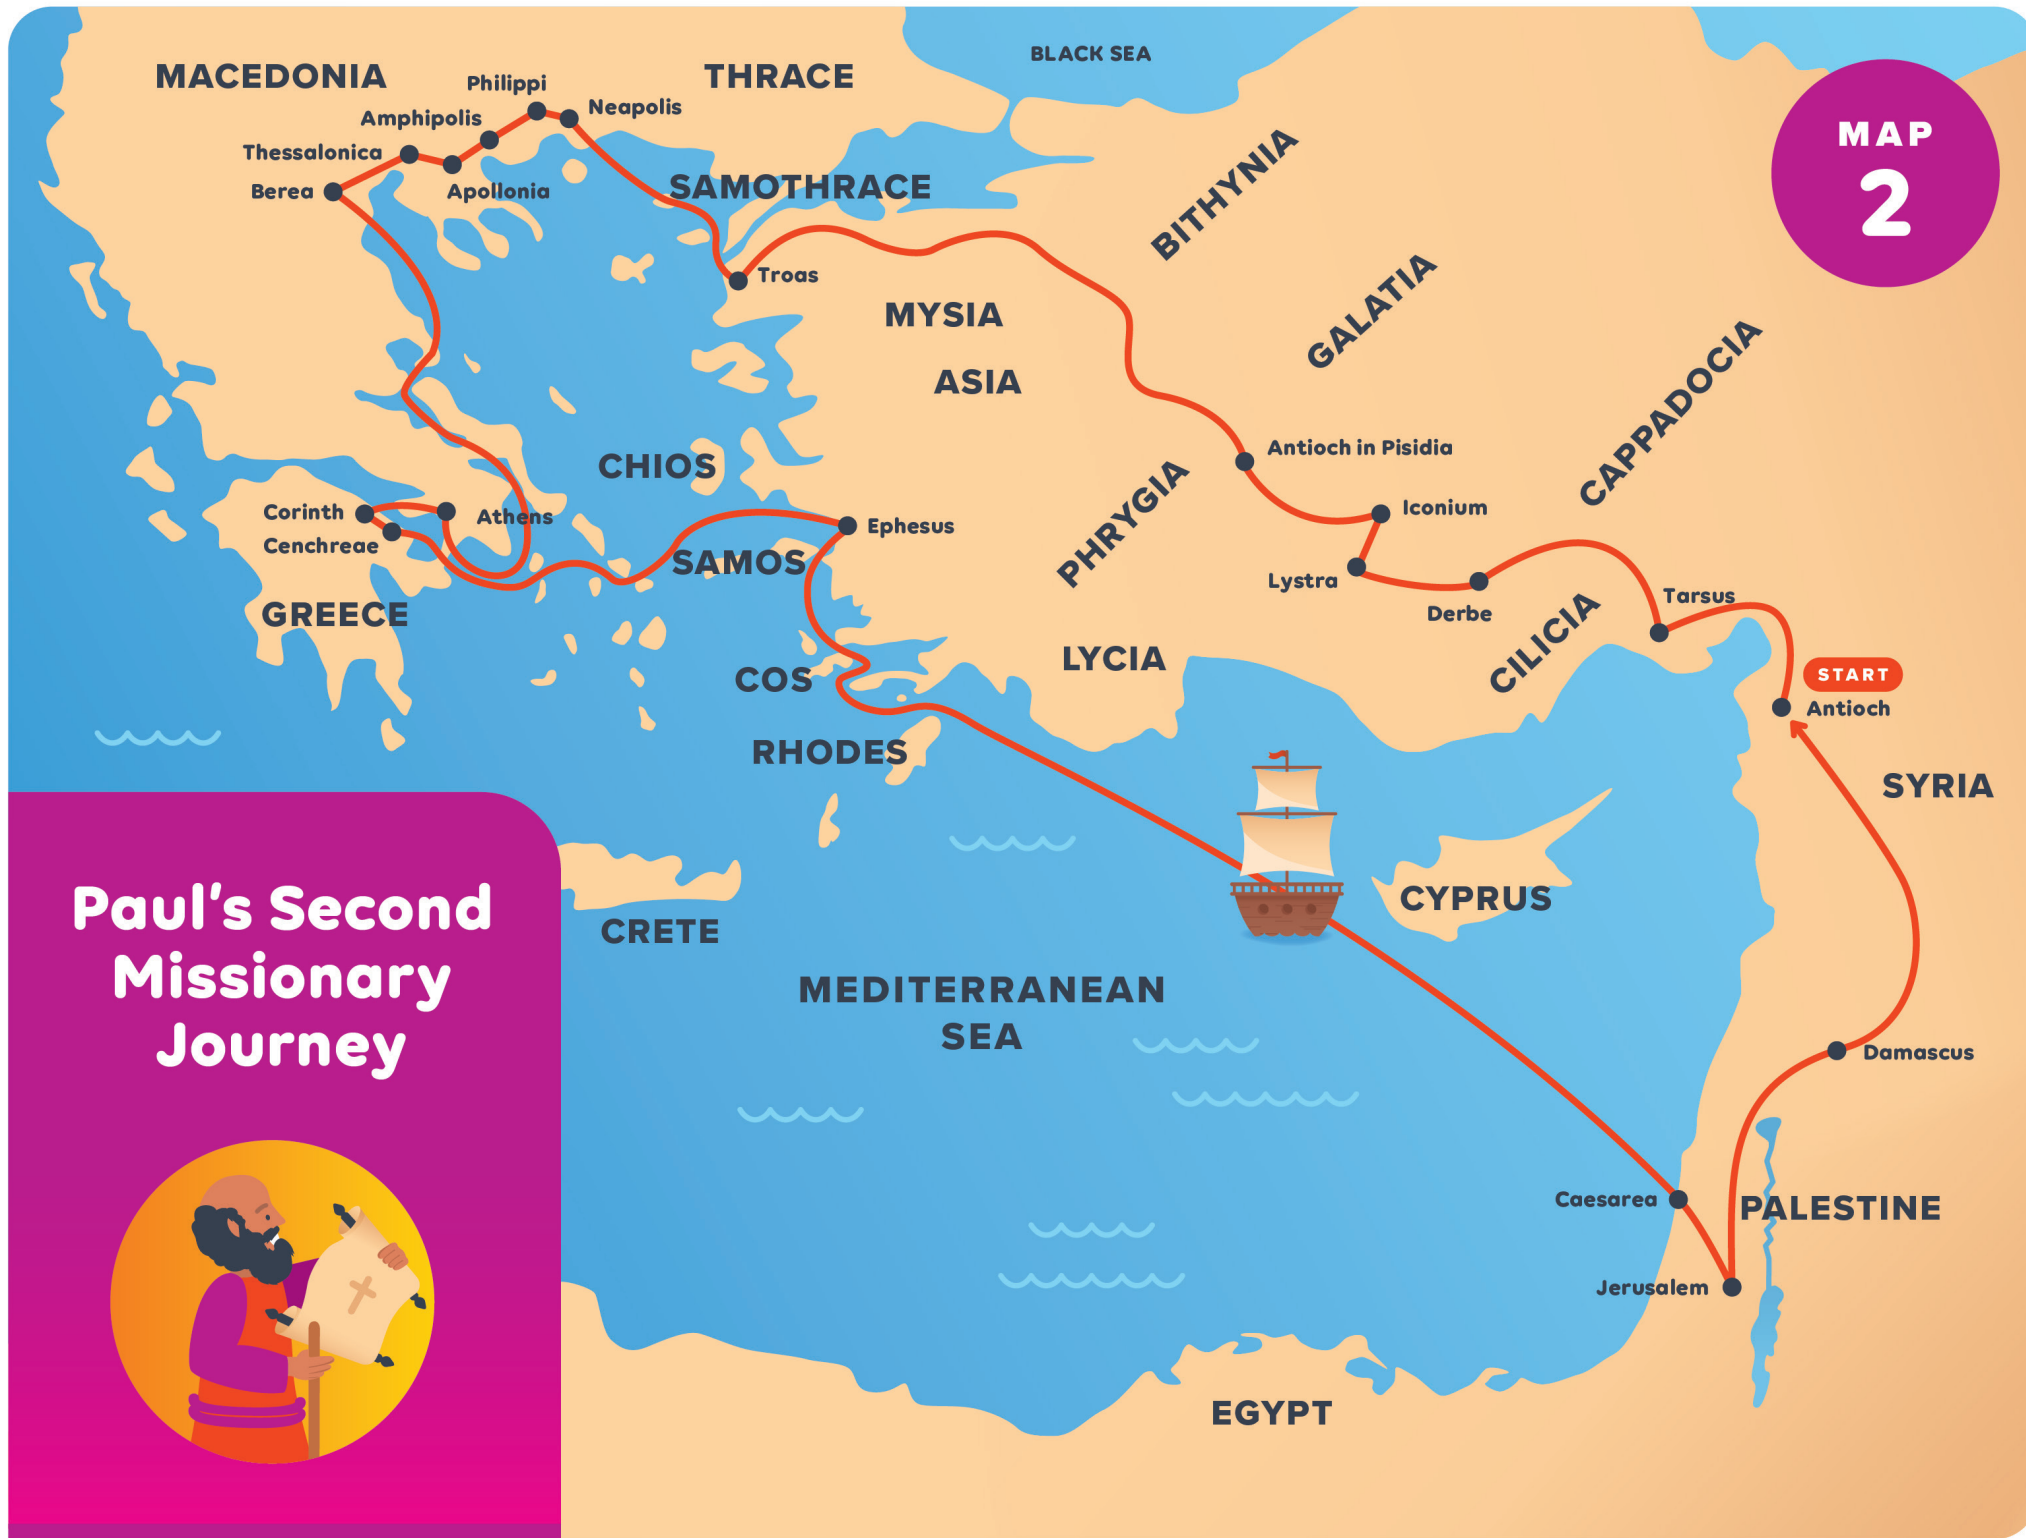 BLACK SEA
MACEDONIA
THRACE
Philippi
Neapolis
Amphipolis
Thessalonica
Berea
Apollonia
SAMOTHRACE
MAP
2
BITHYNIA
Troas
MYSIA
GALATIA
ASIA
CAPPADOCIA
CHIOS
Antioch in Pisidia
PHRYGIA
Iconium
Corinth
Athens
Cenchreae
Ephesus
SAMOS
Lystra
Derbe
Tarsus
GREECE
CILICIA
LYCIA
COS
START
Antioch
RHODES
SYRIA
CYPRUS
CRETE
Paul's Second
Missionary
Journey
MEDITERRANEAN
SEA
Damascus
Caesarea
PALESTINE
Jerusalem
EGYPT